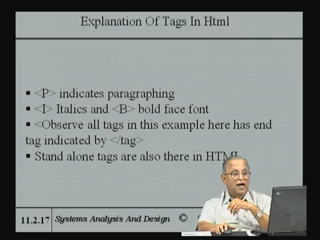 Explanation Of Tags In Html
▪ <P> indicates paragraphing
▪ <I> Italics and <B> bold face font
▪ <Observe all tags in this example here has end
tag indicated by </tag>
▪ Stand alone tags are also there in HTML
11.2.17 Systems Analysis And Design ©